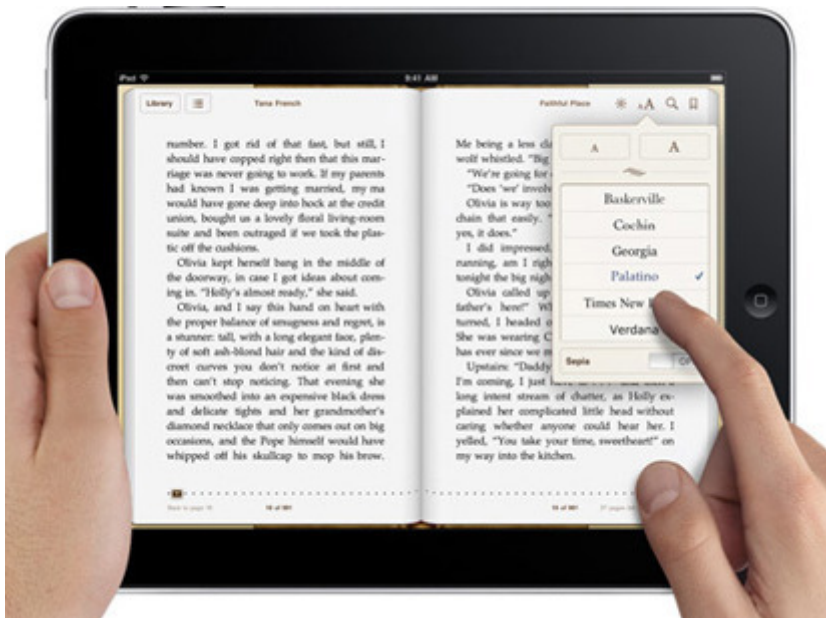 iPod 9:41 AM
Library Tana French Faithful Place AA
number. I got rid of that fast, but still, I
should have copped right then that this mar-
riage was never going to work. If my parents
had known I was getting married, my ma
would have gone deep into hock at the credit
union, bought us a lovely floral living-room
suite and been outraged if we took the plas-
tic off the cushions.
Olivia kept herself bang in the middle of
the doorway, in case I got ideas about com-
ing in. “Holly’s almost ready,” she said.
Olivia, and I say this hand on heart with
the proper balance of smugness and regret, is
a stunner: tall, with a long elegant face, plen-
ty of soft ash-blond hair and the kind of dis-
creet curves you don’t notice at first and
then can’t stop noticing. That evening she
was smoothed into an expensive black dress
and delicate tights and her grandmother’s
diamond necklace that only comes out on big
occasions, and the Pope himself would have
whipped off his skullcap to mop his brow.
Me being a less
wolf whistled. “Big
“We’re going for
“Does ‘we’
Olivia is way too
chain that easily.
yes, it does.”
I did impressed,
running, am I
tonight the big
Olivia called up
father’s here!”
turned, I headed
She was wearing
has ever since we
Upstairs: “Daddy
I’m coming, I just
long intent stream of chatter, as Holly ex-
plained her complicated little head without
caring whether anyone could hear her. I
yelled, “You take your time, sweetheart!” on
my way into the kitchen.
A A
Baskerville
Cochin
Georgia
Palatino
Times New
Verdana
Sepia
Back to page
of 981
of 981
pages